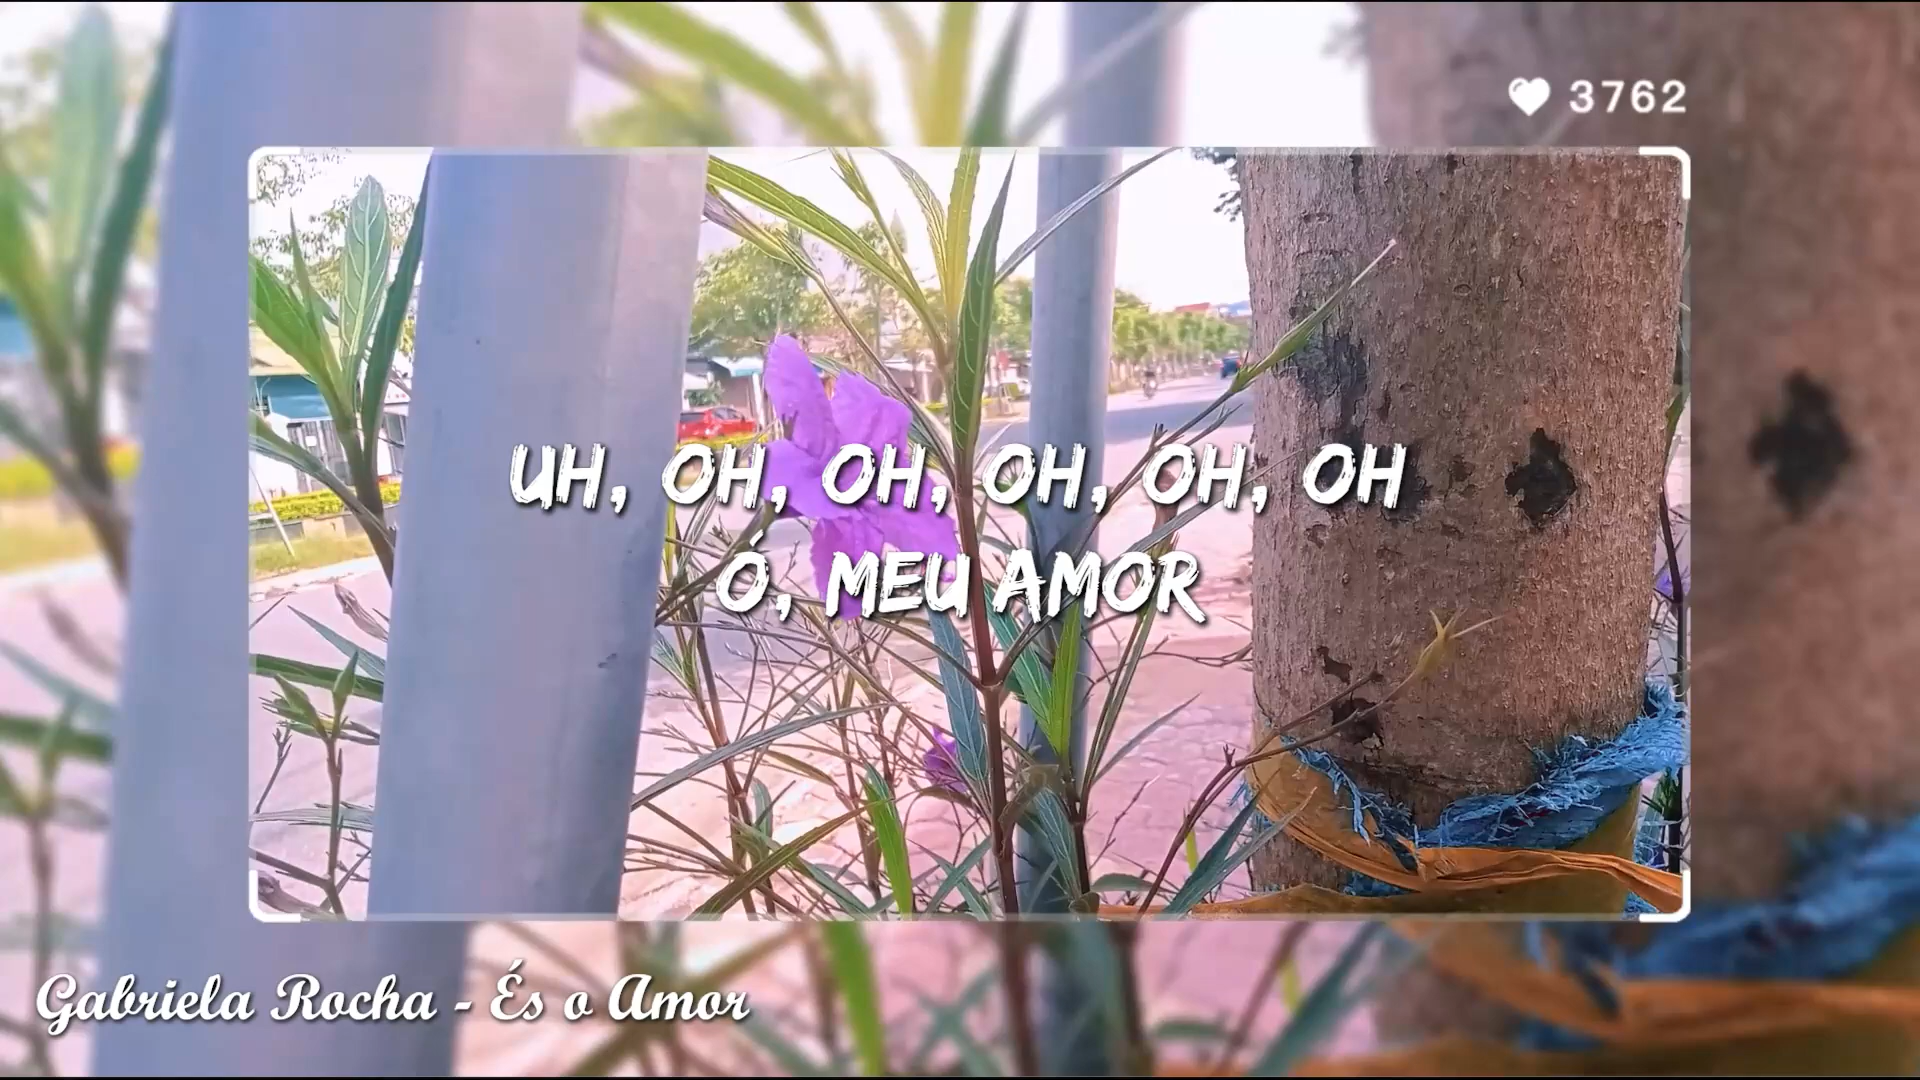 3762
UH, OH, OH, OH, OH, OH
Ó, MEU AMOR
Gabriela Rocha - És o Amor